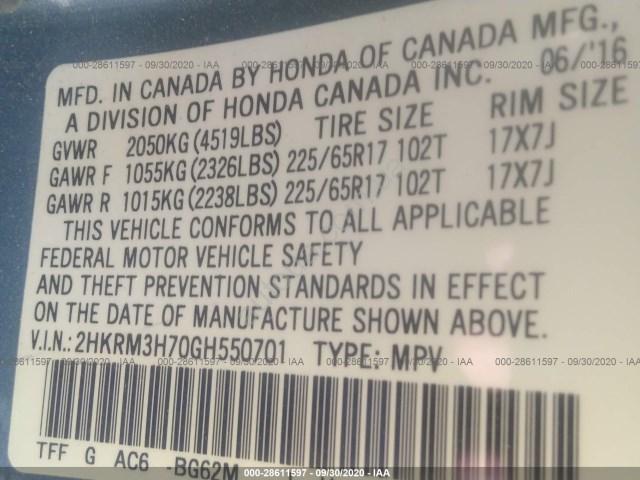 MFD. IN CANADA BY HONDA OF CANADA MFG.,
A DIVISION OF HONDA CANADA INC. 06/'16
GVWR 2050KG (4519LBS) TIRE SIZE RIM SIZE
GAWR F 1055KG (2326LBS) 225/65R17 102T 17X7J
GAWR R 1015KG (2238LBS) 225/65R17 102T 17X7J
THIS VEHICLE CONFORMS TO ALL APPLICABLE
FEDERAL MOTOR VEHICLE SAFETY
AND THEFT PREVENTION STANDARDS IN EFFECT
ON THE DATE OF MANUFACTURE SHOWN ABOVE.
V.I.N.: 2HKRM3H70GH550701 TYPE: MPV
TFF G AC6 -BG62M
000-28611597 - 09/30/2020 - IAA